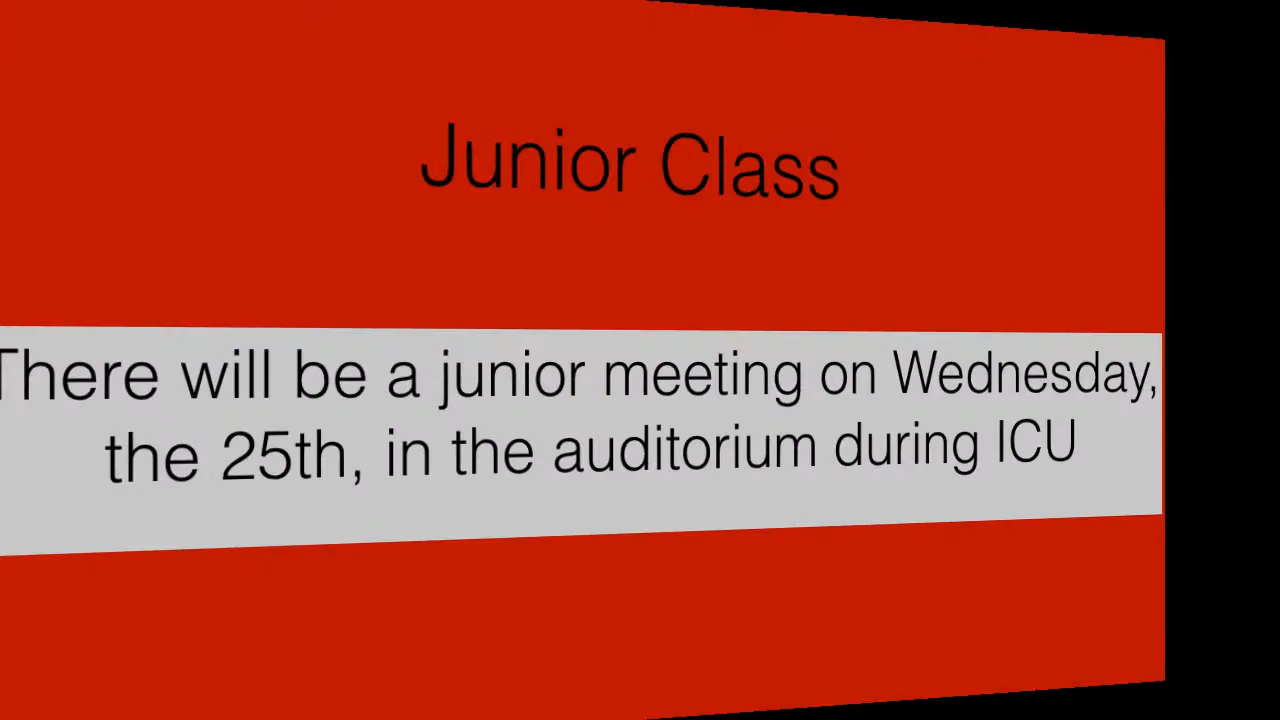 Junior Class
There will be a junior meeting on Wednesday,
the 25th, in the auditorium during ICU